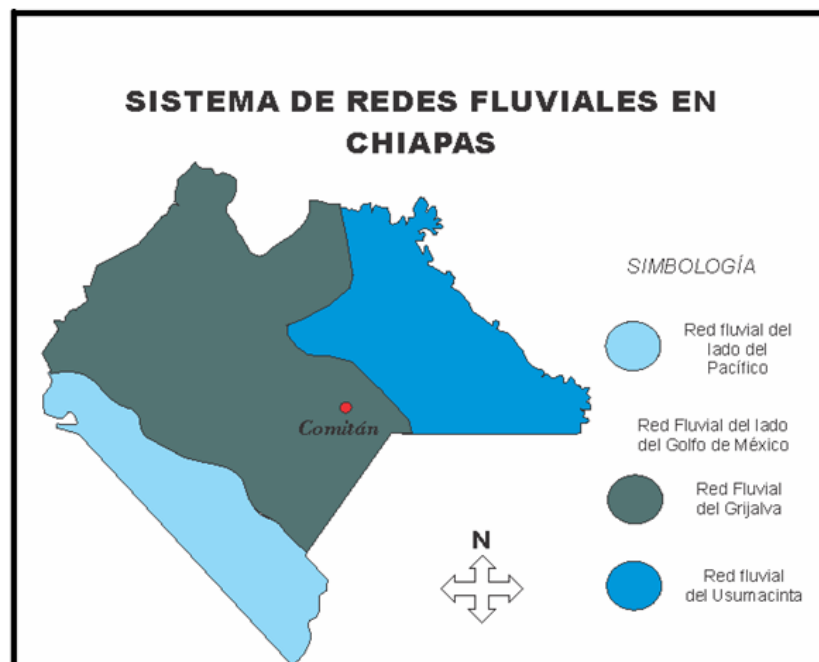 SISTEMA DE REDES FLUVIALES EN
CHIAPAS
SIMBOLOGÍA
Red fluvial del
lado del
Pacífico
Red Fluvial del lado
del Golfo de México
Red Fluvial
del Grijalva
Red fluvial
del Usumacinta
Comitán
N